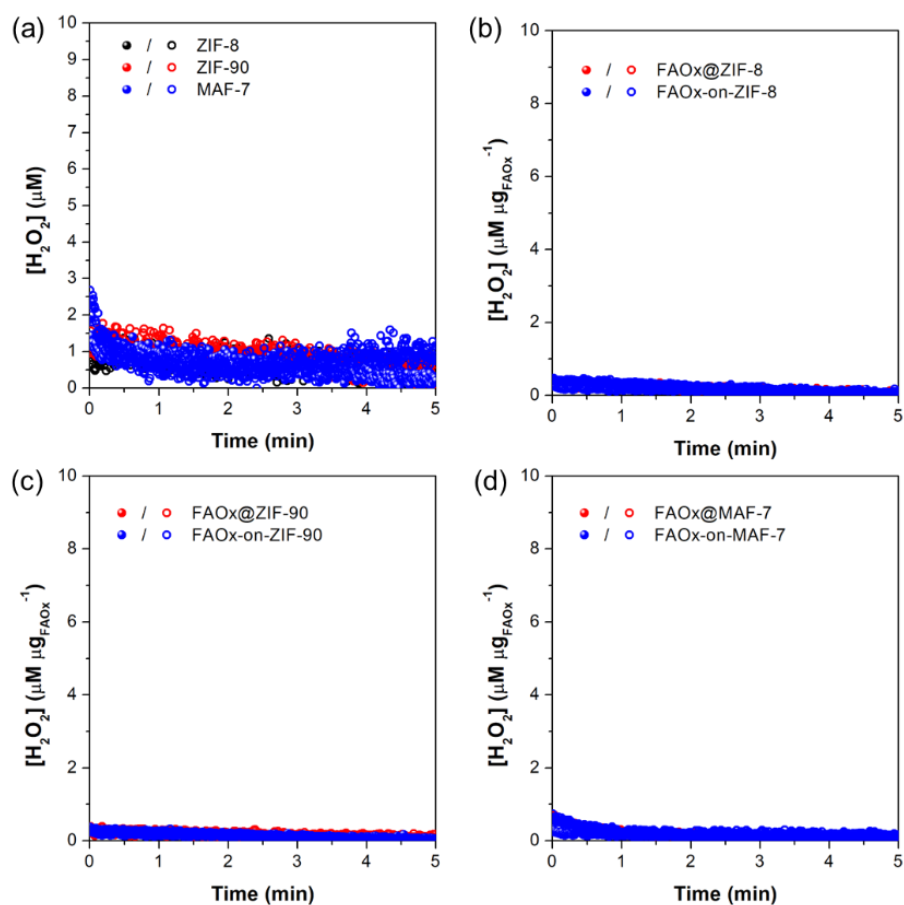 (a)
/ ZIF-8
/ ZIF-90
/ MAF-7
[H₂O₂] (μM)
10
9
8
7
6
5
4
3
2
1
0
0 1 2 3 4 5
Time (min)
(b)
/ FAOx@ZIF-8
/ FAOx-on-ZIF-8
[H₂O₂] (μM μg_FAOx⁻¹)
10
8
6
4
2
0
0 1 2 3 4 5
Time (min)
(c)
/ FAOx@ZIF-90
/ FAOx-on-ZIF-90
[H₂O₂] (μM μg_FAOx⁻¹)
10
8
6
4
2
0
0 1 2 3 4 5
Time (min)
(d)
/ FAOx@MAF-7
/ FAOx-on-MAF-7
[H₂O₂] (μM μg_FAOx⁻¹)
10
8
6
4
2
0
0 1 2 3 4 5
Time (min)